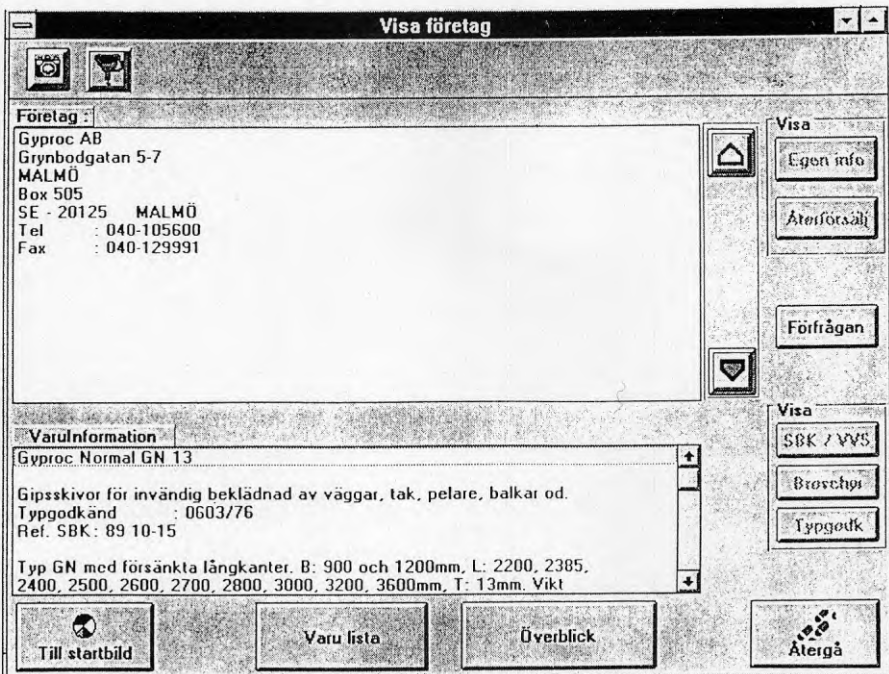 Visa företag
Företag :
Gyproc AB
Grynbodgatan 5-7
MALMÖ
Box 505
SE - 20125 MALMÖ
Tel : 040-105600
Fax : 040-129991
Visa
Egen info
Återförsälj
Förfrågan
VaruInformation
Gyproc Normal GN 13
Gipsskivor för invändig beklädnad av väggar, tak, pelare, balkar od.
Typgodkänd : 0603/76
Ref. SBK: 89 10-15
Typ GN med försänkta långkanter. B: 900 och 1200mm, L: 2200, 2385,
2400, 2500, 2600, 2700, 2800, 3000, 3200, 3600mm, T: 13mm. Vikt
Visa
SBK / VVS
Broschyr
Typgodk
Till startbild
Varu lista
Överblick
Återgå